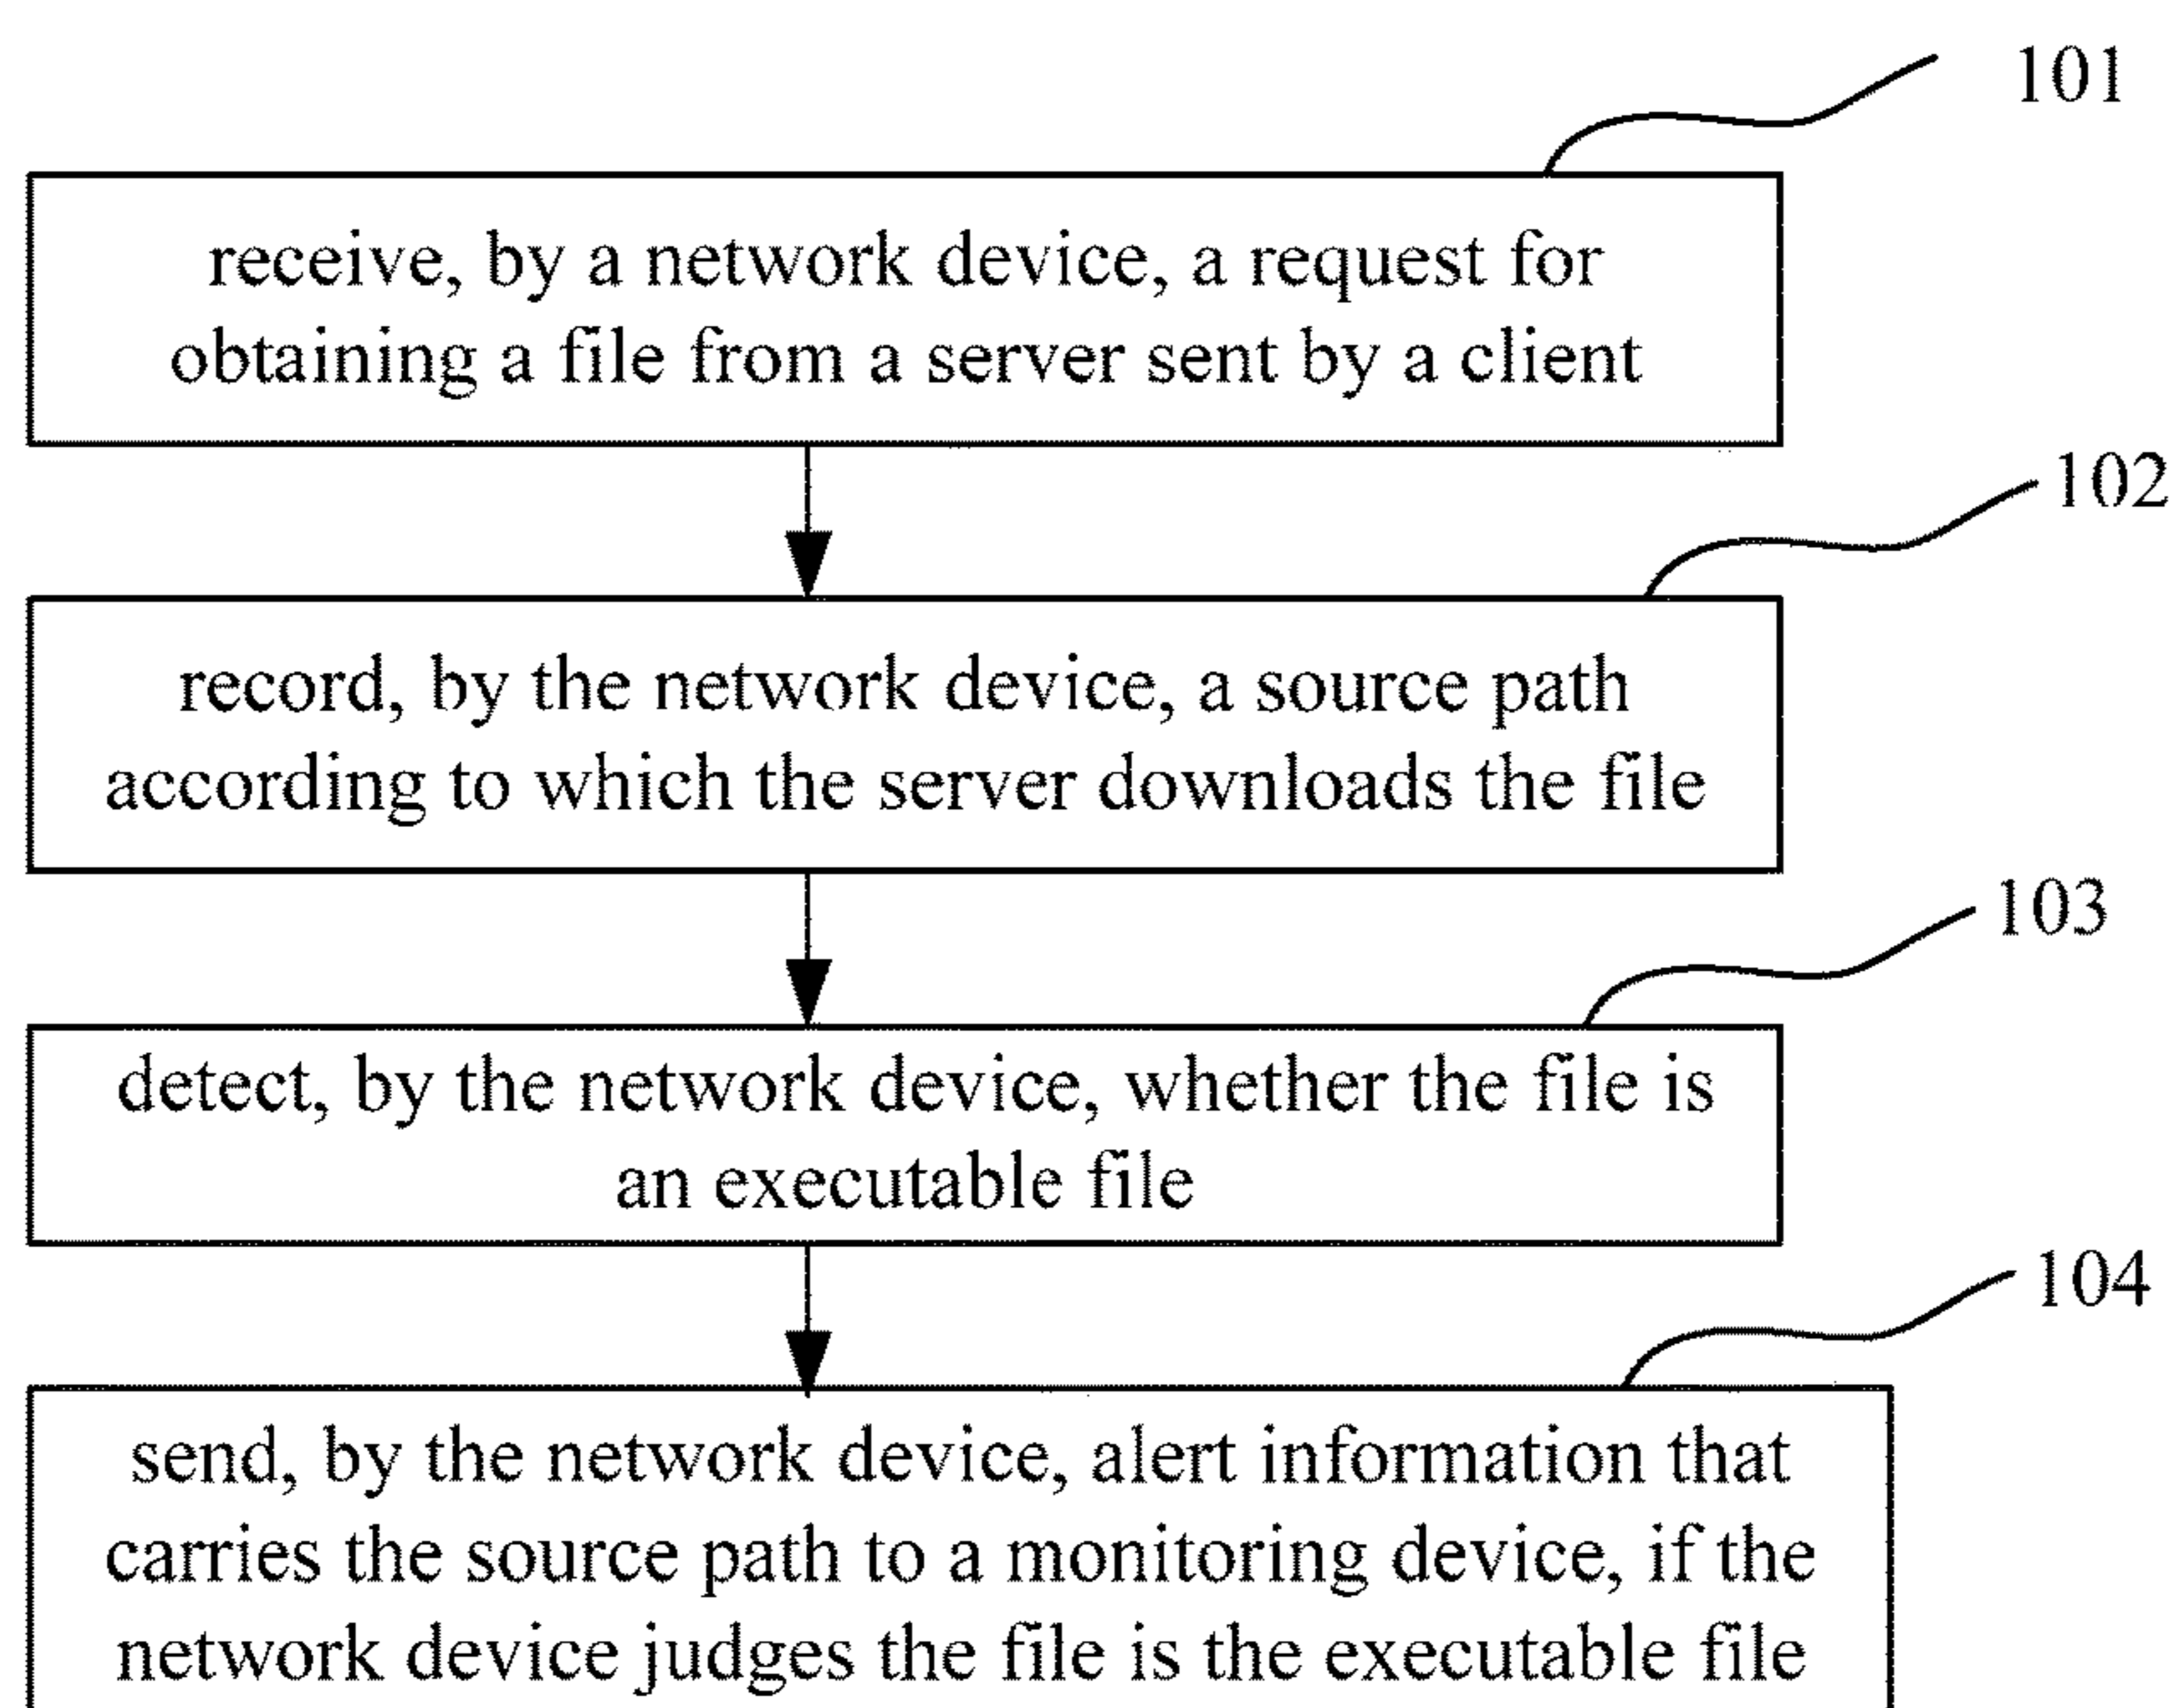 101
receive, by a network device, a request for
obtaining a file from a server sent by a client
102
record, by the network device, a source path
according to which the server downloads the file
103
detect, by the network device, whether the file is
an executable file
104
send, by the network device, alert information that
carries the source path to a monitoring device, if the
network device judges the file is the executable file